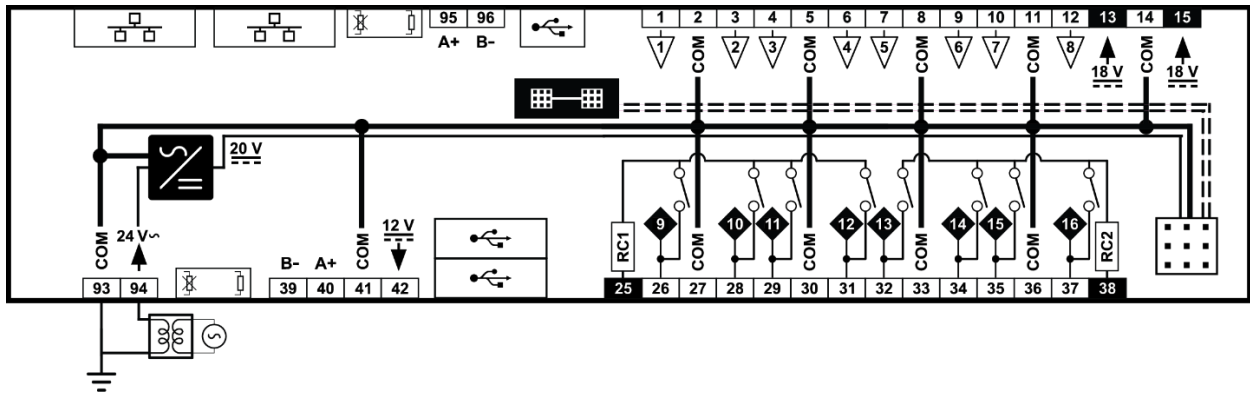 95 96 1 2 3 4 5 6 7 8 9 10 11 12 13 14 15
A+ B-
1 COM 2 3 COM 4 5 COM 6 7 COM 8 18 V COM 18 V
20 V
24 V~ 12 V
COM COM
RC1 9 COM 10 11 COM 12 13 COM 14 15 COM 16 RC2
B- A+
93 94 39 40 41 42 25 26 27 28 29 30 31 32 33 34 35 36 37 38